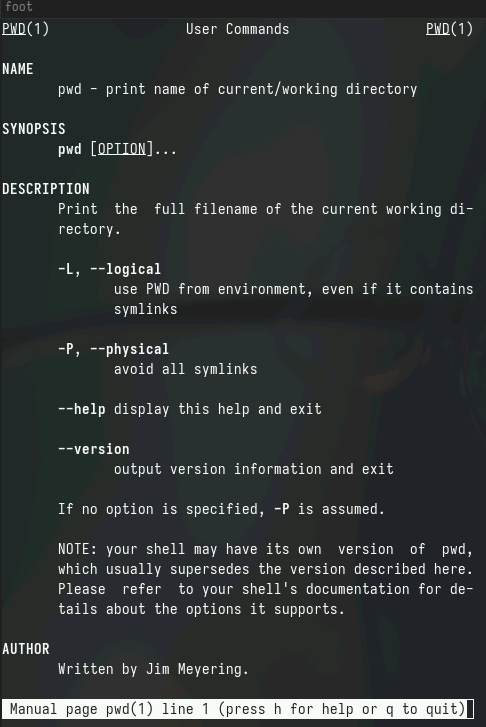 foot
PWD(1) User Commands PWD(1)
NAME
pwd - print name of current/working directory
SYNOPSIS
pwd [OPTION]...
DESCRIPTION
Print the full filename of the current working di-
rectory.
-L, --logical
use PWD from environment, even if it contains
symlinks
-P, --physical
avoid all symlinks
--help display this help and exit
--version
output version information and exit
If no option is specified, -P is assumed.
NOTE: your shell may have its own version of pwd,
which usually supersedes the version described here.
Please refer to your shell's documentation for de-
tails about the options it supports.
AUTHOR
Written by Jim Meyering.
Manual page pwd(1) line 1 (press h for help or q to quit)